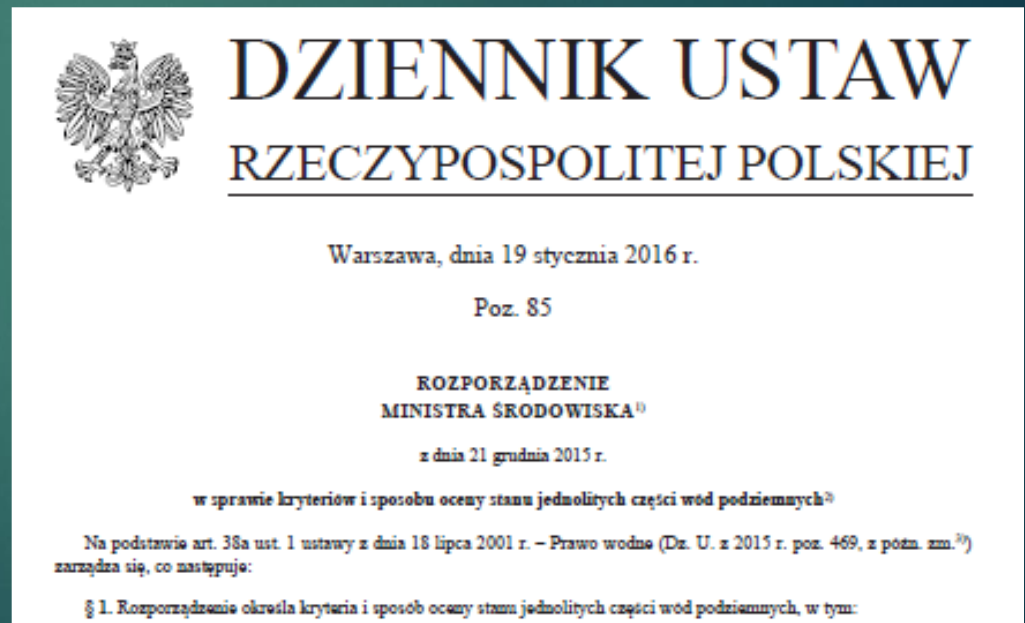 DZIENNIK USTAW
RZECZYPOSPOLITEJ POLSKIEJ
Warszawa, dnia 19 stycznia 2016 r.
Poz. 85
ROZPORZĄDZENIE
MINISTRA ŚRODOWISKA¹⁾
z dnia 21 grudnia 2015 r.
w sprawie kryteriów i sposobu oceny stanu jednolitych części wód podziemnych²⁾
Na podstawie art. 38a ust. 1 ustawy z dnia 18 lipca 2001 r. – Prawo wodne (Dz. U. z 2015 r. poz. 469, z późn. zm.³⁾)
zarządza się, co następuje:
§ 1. Rozporządzenie określa kryteria i sposób oceny stanu jednolitych części wód podziemnych, w tym: